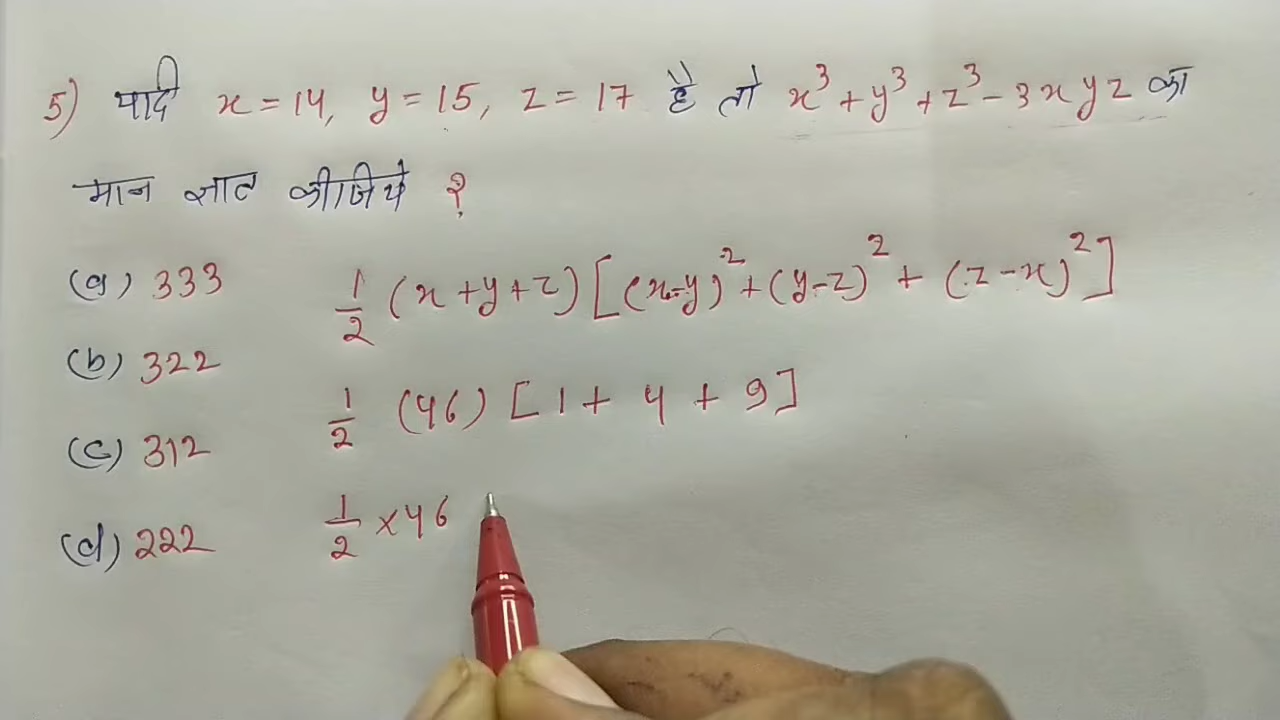 5) यदि x = 14, y = 15, z = 17 है तो x³ + y³ + z³ - 3xyz का
मान ज्ञात कीजिये ?
(a) 333
(b) 322
(c) 312
(d) 222
1/2 (x + y + z) [(x-y)² + (y-z)² + (z-x)²]
1/2 (46) [1 + 4 + 9]
1/2 × 46